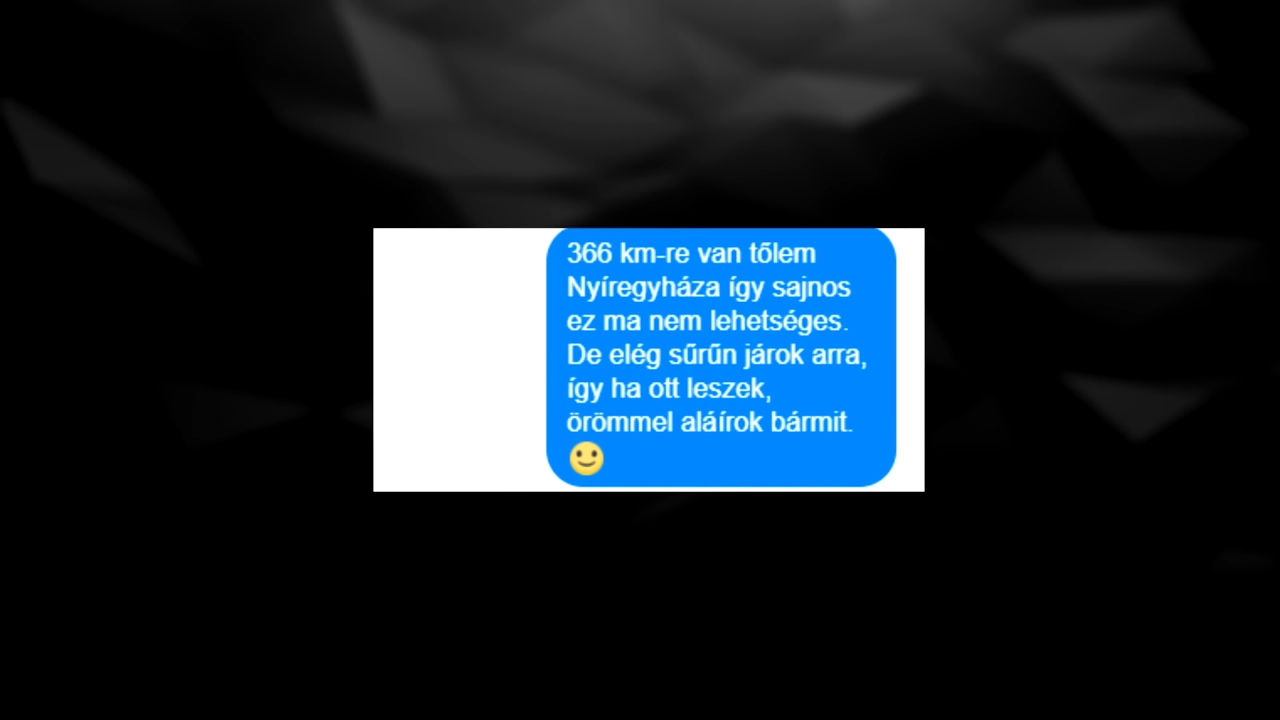 366 km-re van tőlem
Nyíregyháza így sajnos
ez ma nem lehetséges.
De elég sűrűn járok arra,
így ha ott leszek,
örömmel aláírok bármit.
🙂